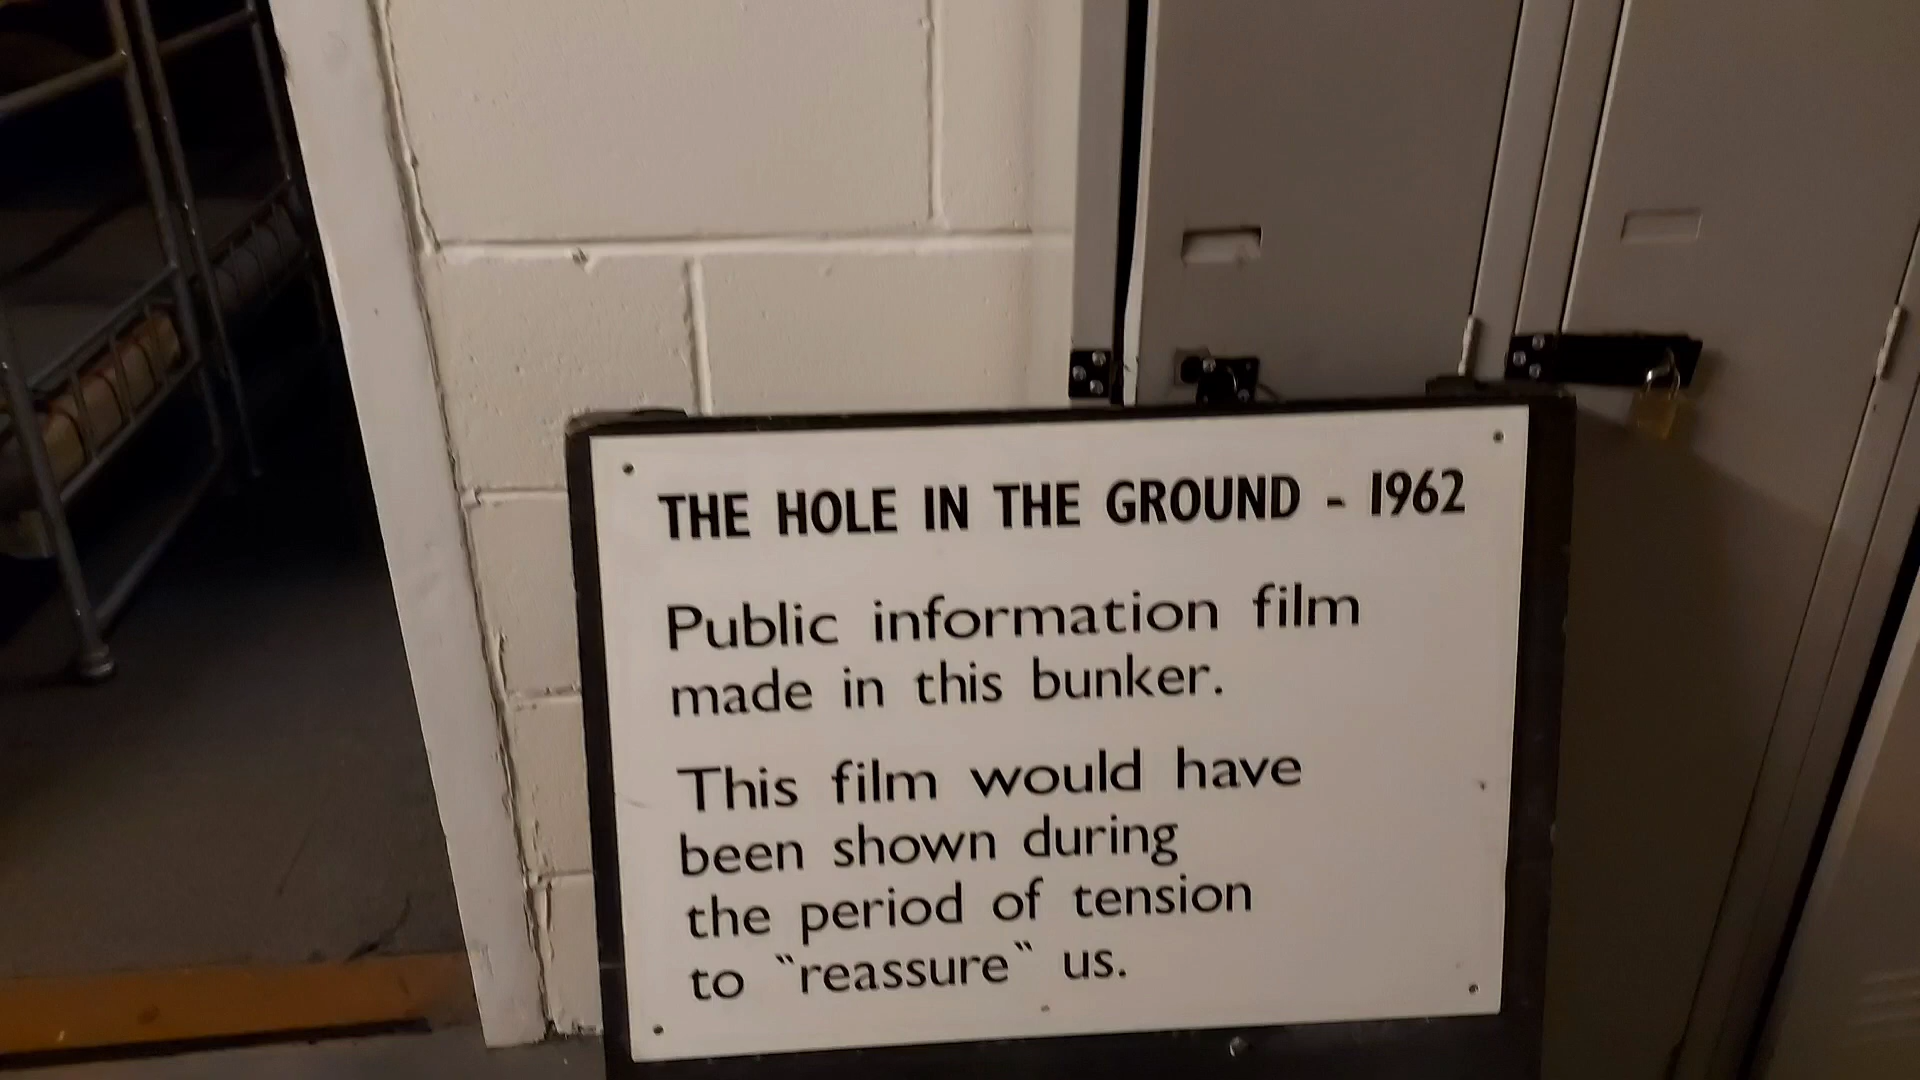 THE HOLE IN THE GROUND - 1962
Public information film
made in this bunker.
This film would have
been shown during
the period of tension
to "reassure" us.